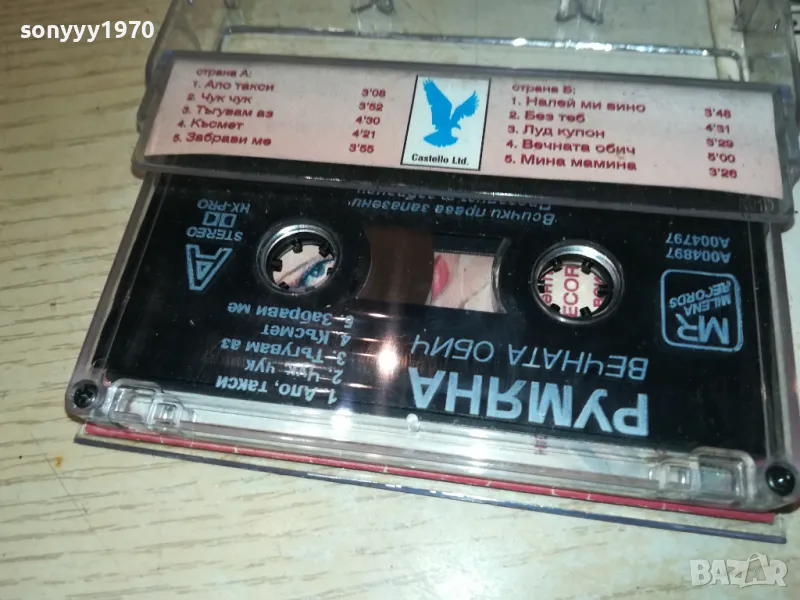 sonyyy1970
страна А:
1. Ало такси 3'08
2. Чук чук 3'52
3. Тъгувам аз 4'30
4. Късмет 4'21
5. Забрави ме 3'55
Castello Ltd.
страна Б:
1. Налей ми вино 3'48
2. Без теб 4'31
3. Луд купон 3'29
4. Вечната обич 5'00
5. Мина мамина 3'26
РУМЯНА
ВЕЧНАТА ОБИЧ
1. Ало, такси
2. Чук чук
3. Тъгувам аз
4. Късмет
5. Забрави ме
MR
MILENA
RECORDS
A
STEREO
HX-PRO
A004897
A004797
Всички права запазени
ECOR
BAZAR